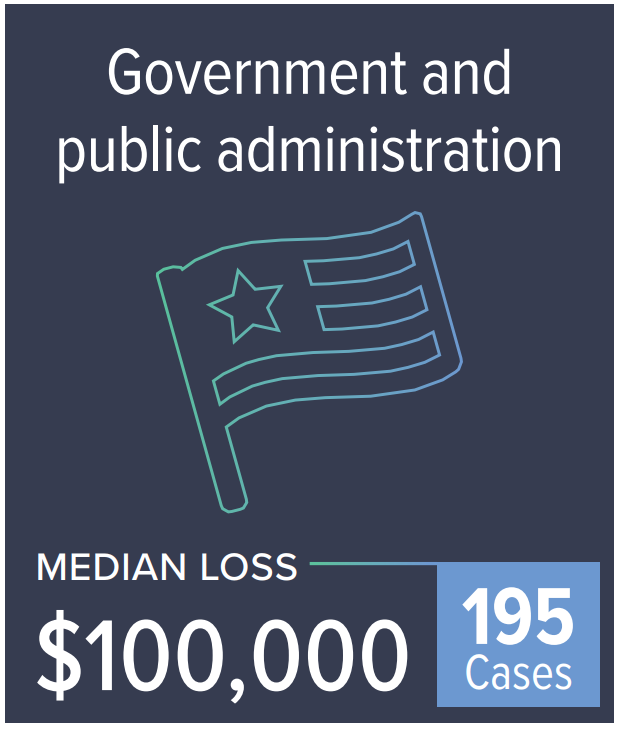 Government and
public administration
MEDIAN LOSS
$100,000
195
Cases